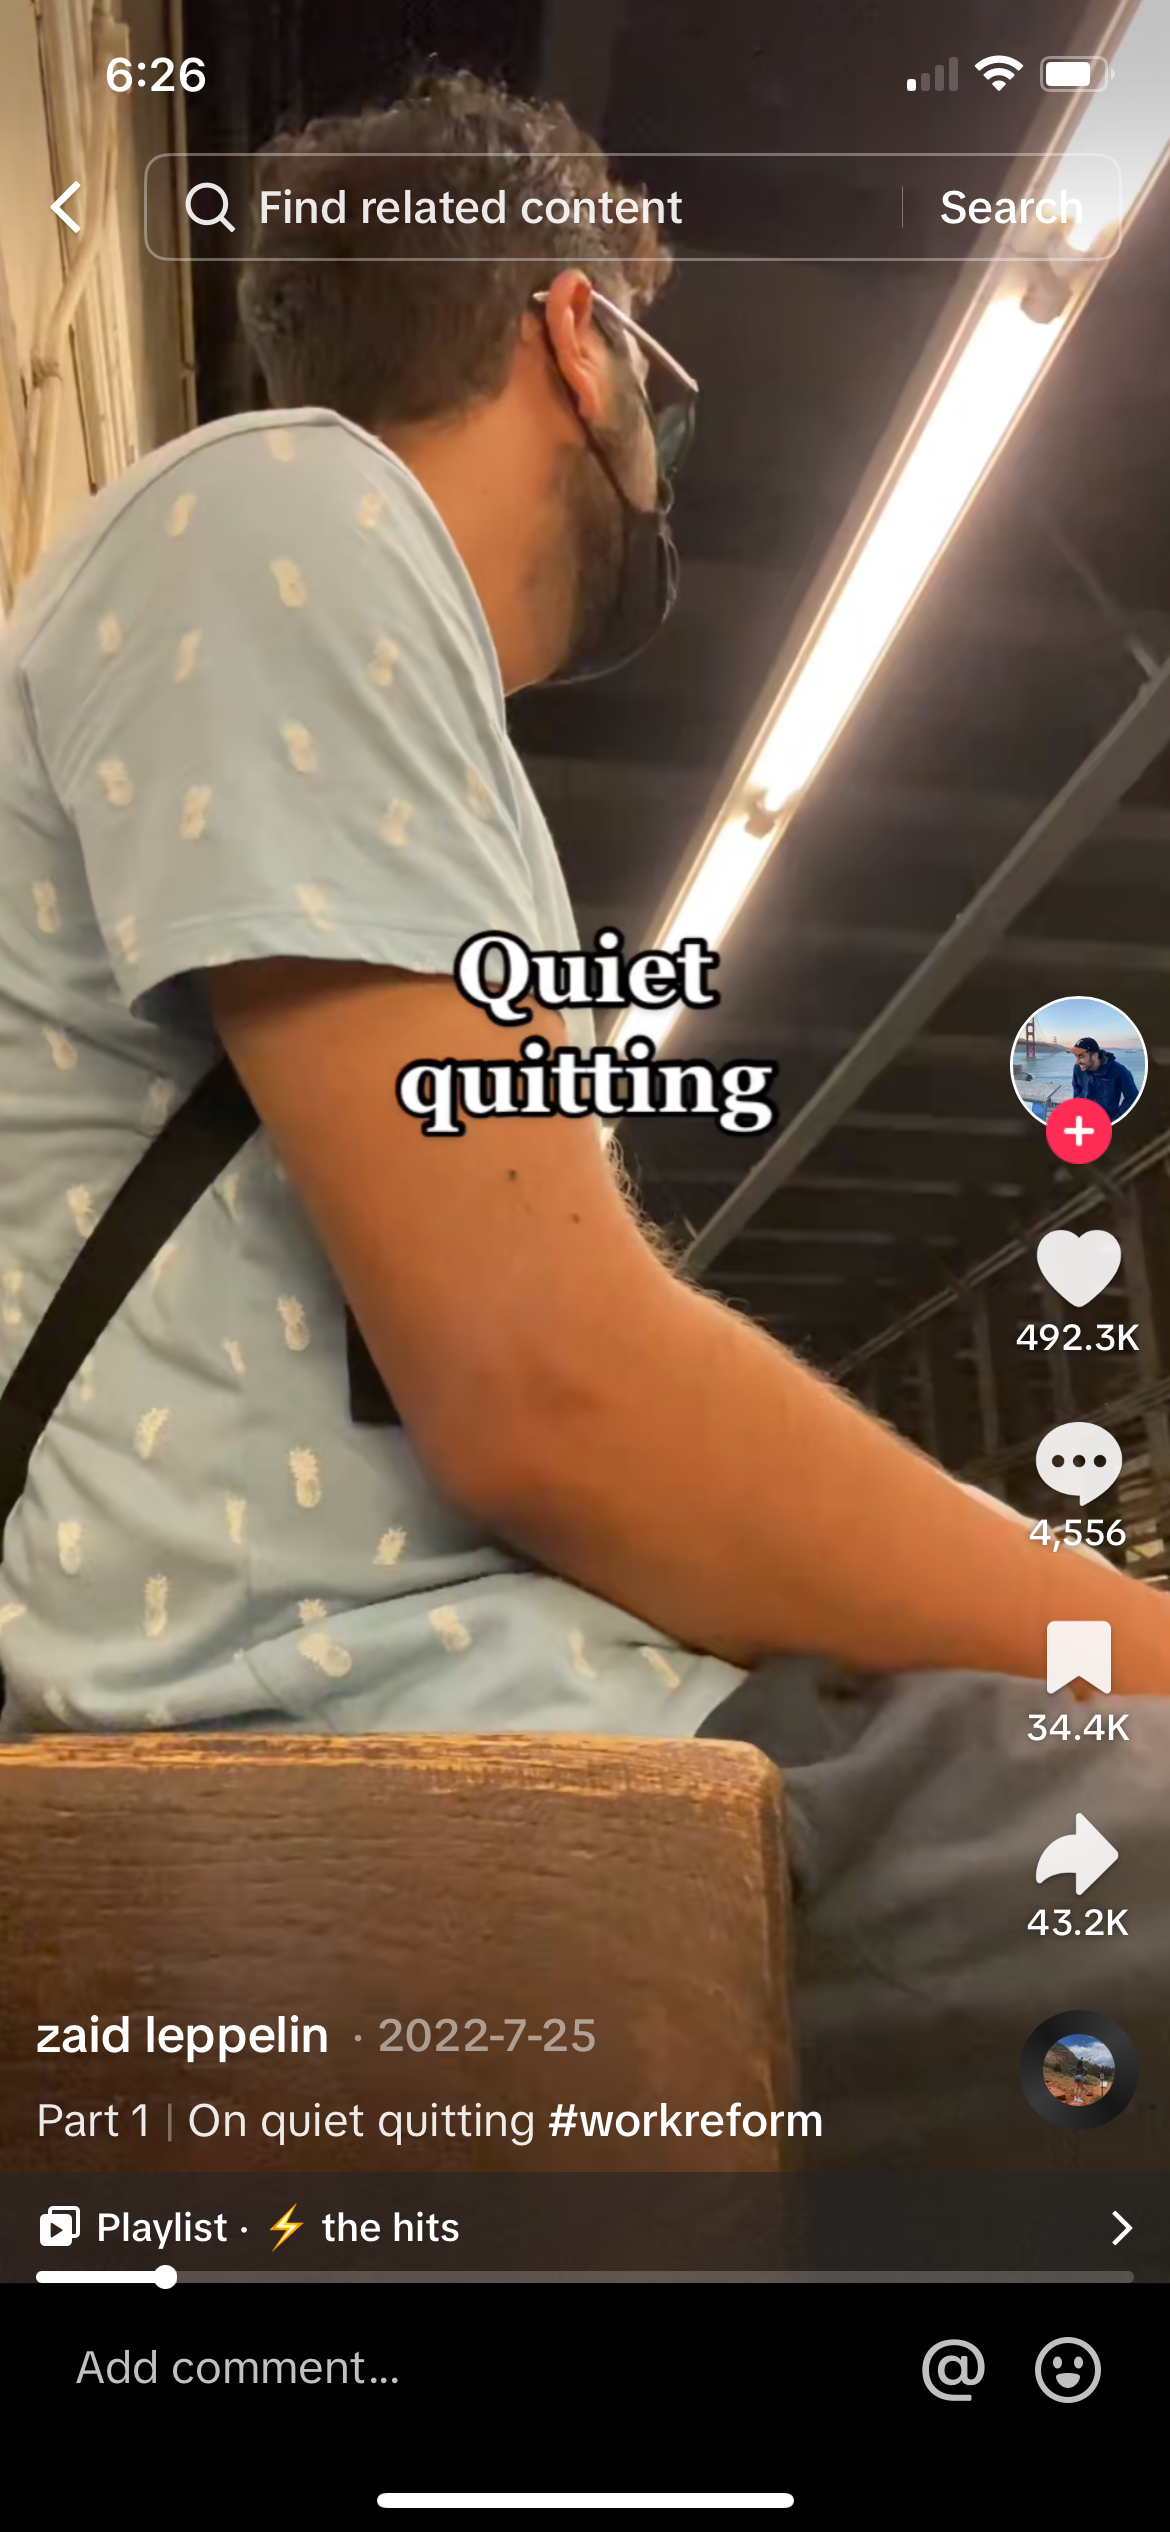 6:26
Find related content
Search
Quiet
quitting
492.3K
4,556
34.4K
43.2K
zaid leppelin · 2022-7-25
Part 1 | On quiet quitting #workreform
Playlist · ⚡ the hits
Add comment...